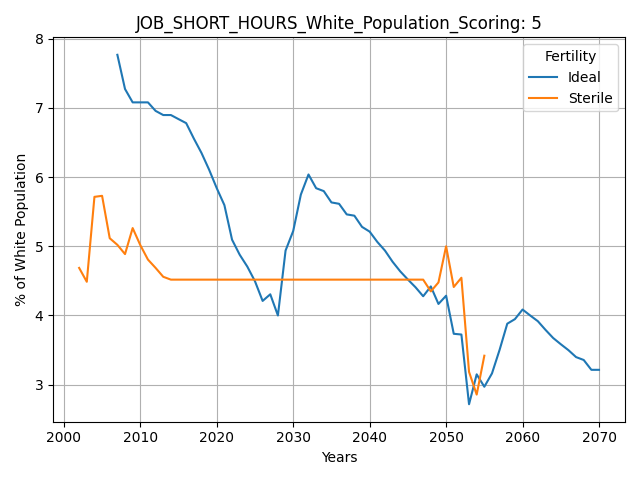 JOB_SHORT_HOURS_White_Population_Scoring: 5
Fertility
Ideal
Sterile
% of White Population
8
7
6
5
4
3
2000 2010 2020 2030 2040 2050 2060 2070
Years